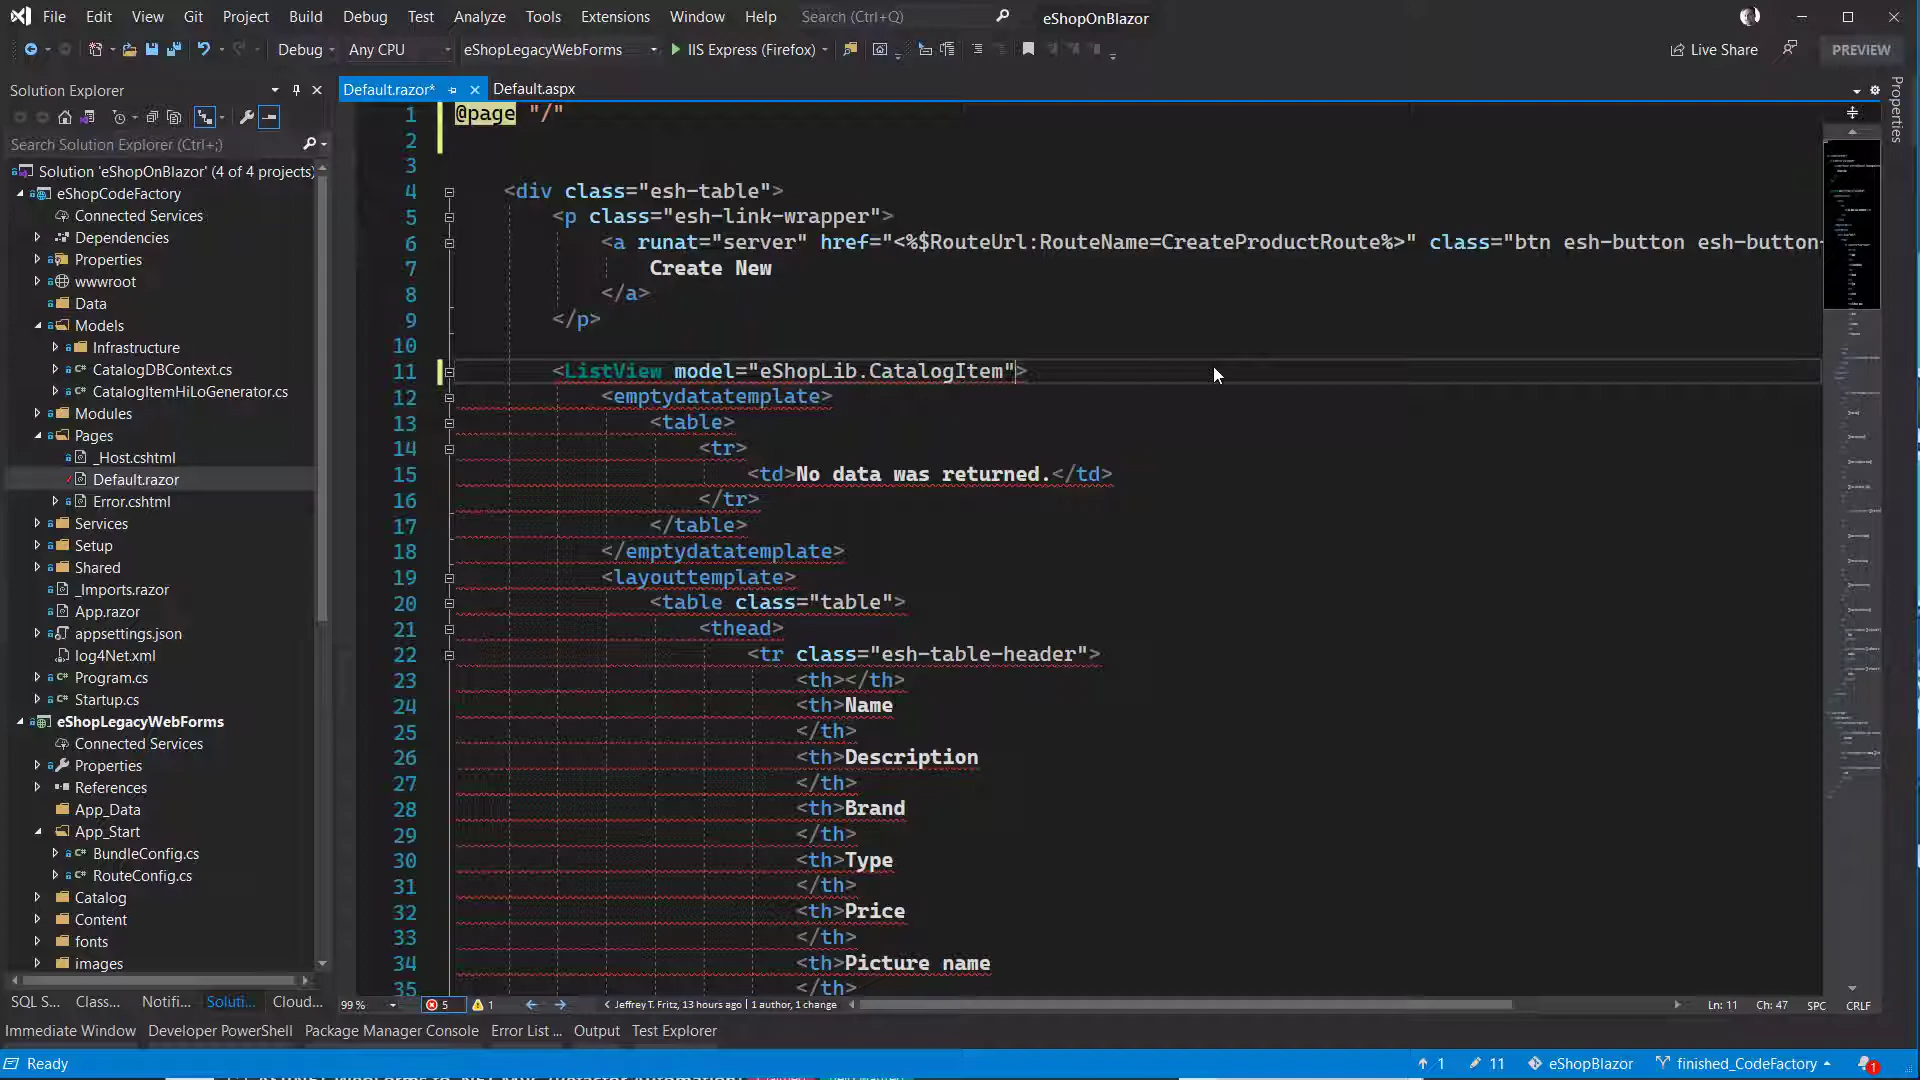 File Edit View Git Project Build Debug Test Analyze Tools Extensions Window Help Search (Ctrl+Q) eShopOnBlazor
Debug Any CPU eShopLegacyWebForms IIS Express (Firefox) Live Share PREVIEW
Solution Explorer
Search Solution Explorer (Ctrl+;)
Solution 'eShopOnBlazor' (4 of 4 projects)
eShopCodeFactory
Connected Services
Dependencies
Properties
wwwroot
Data
Models
Infrastructure
CatalogDBContext.cs
CatalogItemHiLoGenerator.cs
Modules
Pages
_Host.cshtml
Default.razor
Error.cshtml
Services
Setup
Shared
_Imports.razor
App.razor
appsettings.json
log4Net.xml
Program.cs
Startup.cs
eShopLegacyWebForms
Connected Services
Properties
References
App_Data
App_Start
BundleConfig.cs
RouteConfig.cs
Catalog
Content
fonts
images
SQL S... Class... Notifi... Soluti... Cloud...
Default.razor* Default.aspx
1 @page "/"
2
3
4 <div class="esh-table">
5 <p class="esh-link-wrapper">
6 <a runat="server" href="<%$RouteUrl:RouteName=CreateProductRoute%>" class="btn esh-button esh-button-
7 Create New
8 </a>
9 </p>
10
11 <ListView model="eShopLib.CatalogItem">
12 <emptydatatemplate>
13 <table>
14 <tr>
15 <td>No data was returned.</td>
16 </tr>
17 </table>
18 </emptydatatemplate>
19 <layouttemplate>
20 <table class="table">
21 <thead>
22 <tr class="esh-table-header">
23 <th></th>
24 <th>Name
25 </th>
26 <th>Description
27 </th>
28 <th>Brand
29 </th>
30 <th>Type
31 </th>
32 <th>Price
33 </th>
34 <th>Picture name
35 </th>
Properties
99 % 5 1 Jeffrey T. Fritz, 13 hours ago | 1 author, 1 change Ln: 11 Ch: 47 SPC CRLF
Immediate Window Developer PowerShell Package Manager Console Error List ... Output Test Explorer
Ready 1 11 eShopBlazor finished_CodeFactory 1